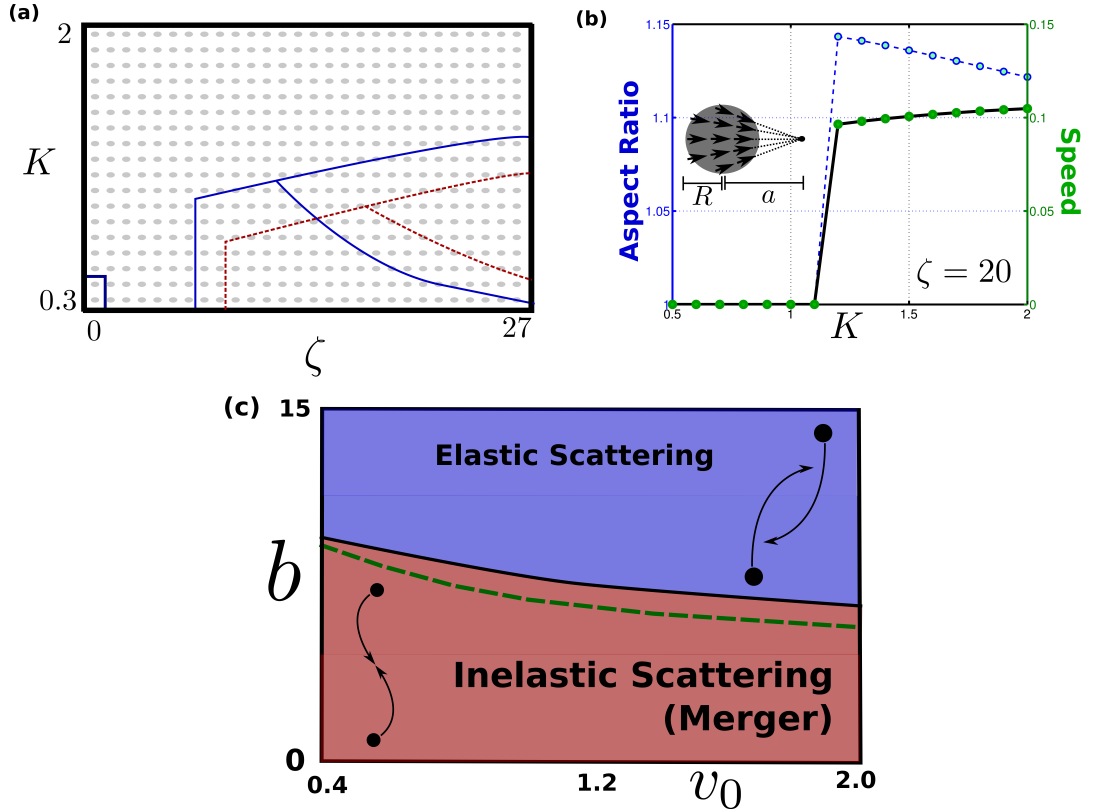 (a)
2
K
0.3
0
27
ζ
(b)
1.15
0.15
1.1
0.1
Aspect Ratio
Speed
R
a
1.05
0.05
ζ = 20
1
0
0.5
1
K
1.5
2
(c)
15
Elastic Scattering
b
Inelastic Scattering
(Merger)
0
0.4
1.2
v₀
2.0